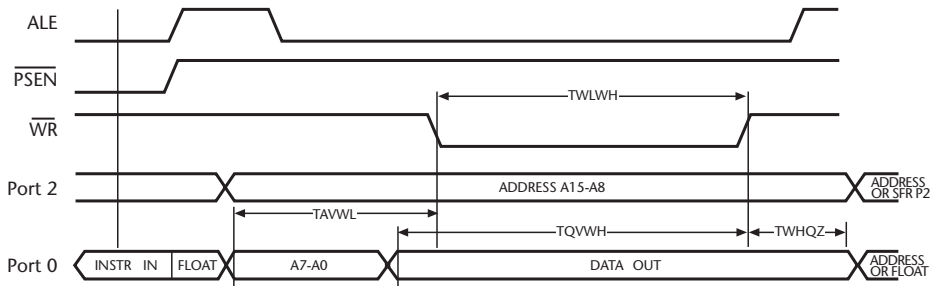 ALE
PSEN
TWLWH
WR
Port 2
ADDRESS A15-A8
ADDRESS
OR SFR P2
TAVWL
TQVWH
TWHQZ
Port 0
INSTR IN
FLOAT
A7-A0
DATA OUT
ADDRESS
OR FLOAT